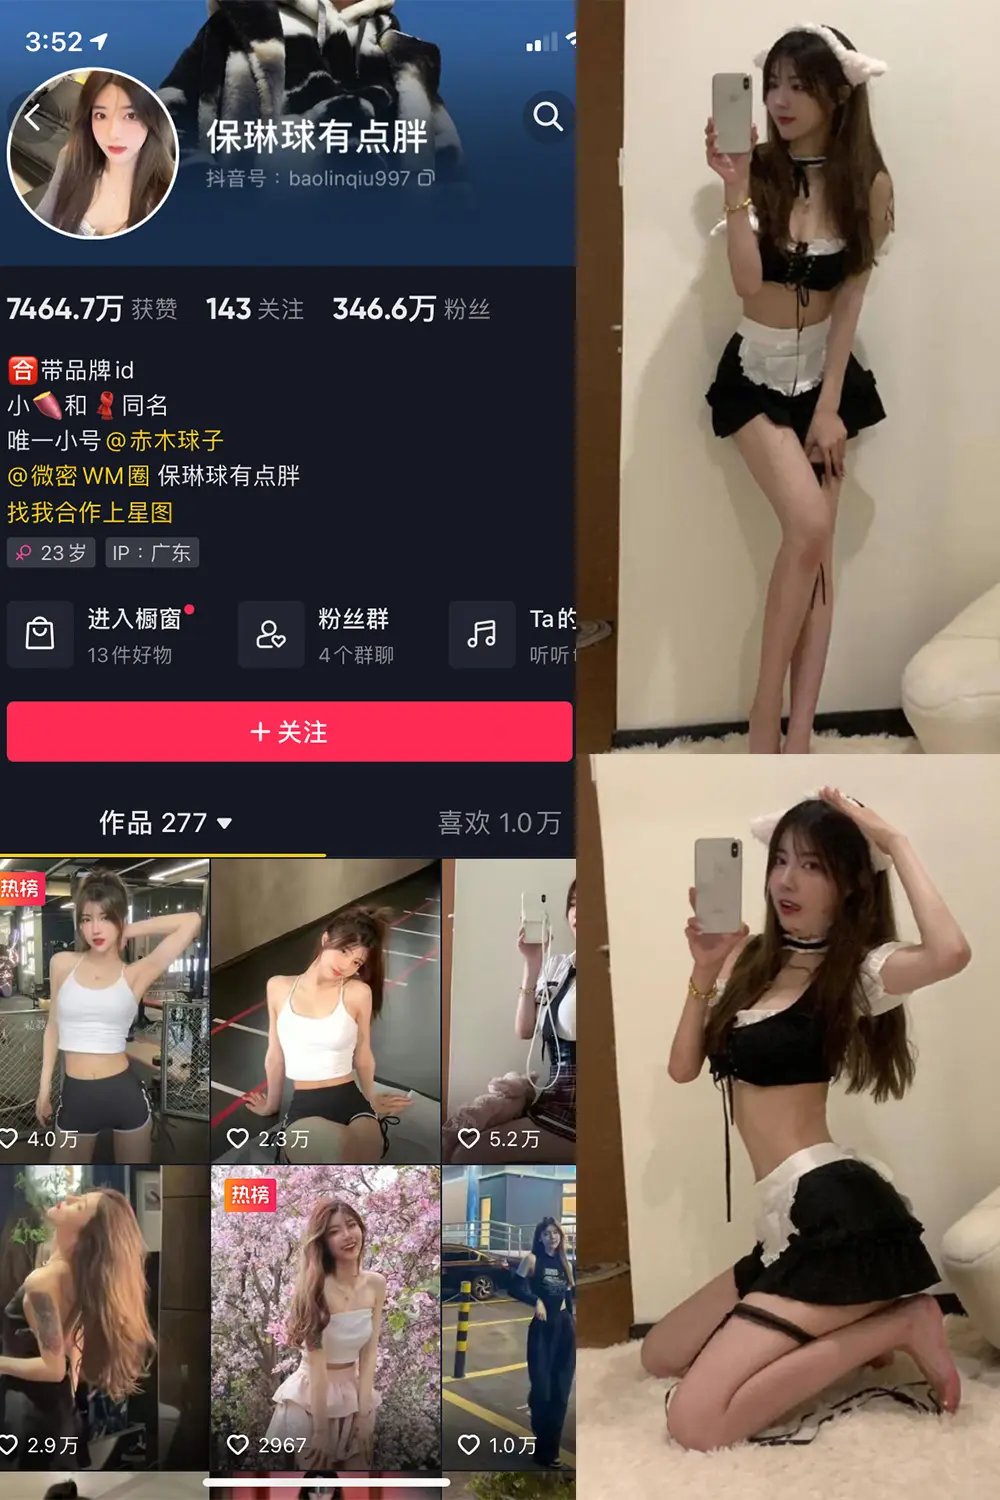 3:52
保琳球有点胖
抖音号：baolinqiu997
7464.7万 获赞 143 关注 346.6万 粉丝
合 带品牌id
小🍠和👗同名
唯一小号@赤木球子
@微密WM圈 保琳球有点胖
找我合作上星图
23岁 IP：广东
进入橱窗 粉丝群 Ta的
13件好物 4个群聊 听听
+ 关注
作品 277 喜欢 1.0万
热榜
4.0万 2.3万 5.2万
热榜
2.9万 2967 1.0万